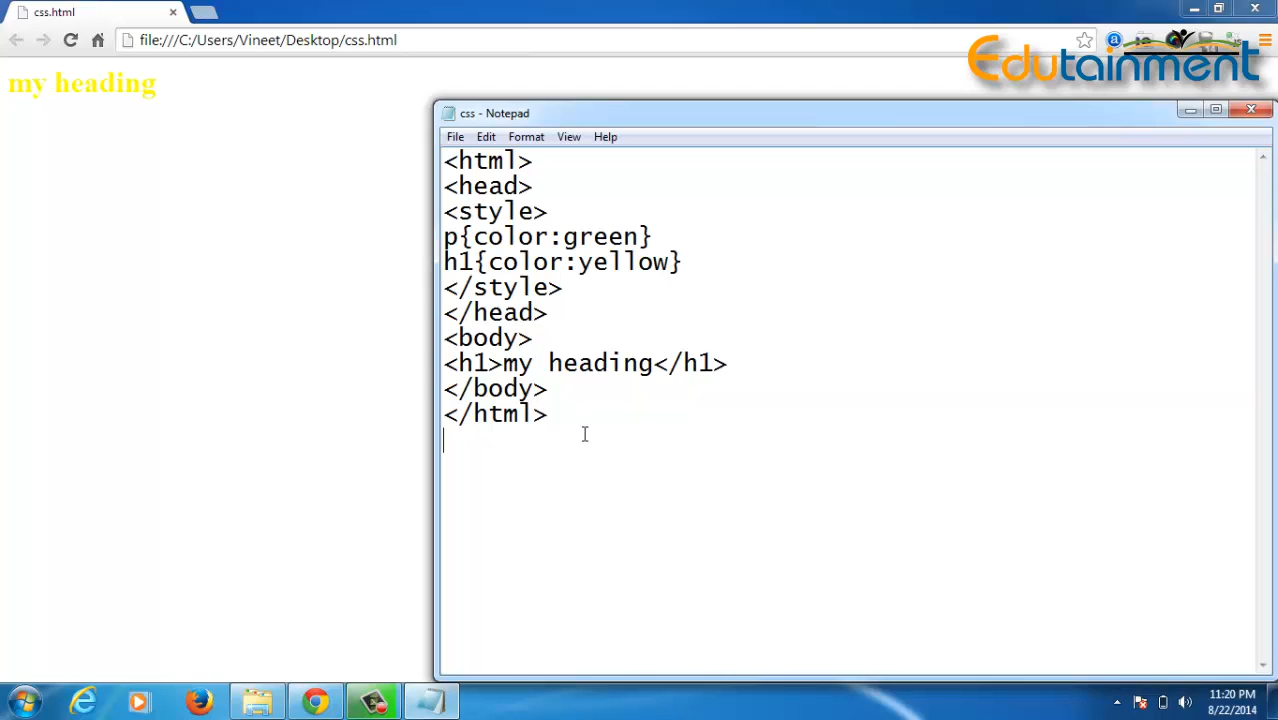 css.html
file:///C:/Users/Vineet/Desktop/css.html
Edutainment
my heading
css - Notepad
File Edit Format View Help
<html>
<head>
<style>
p{color:green}
h1{color:yellow}
</style>
</head>
<body>
<h1>my heading</h1>
</body>
</html>
11:20 PM
8/22/2014